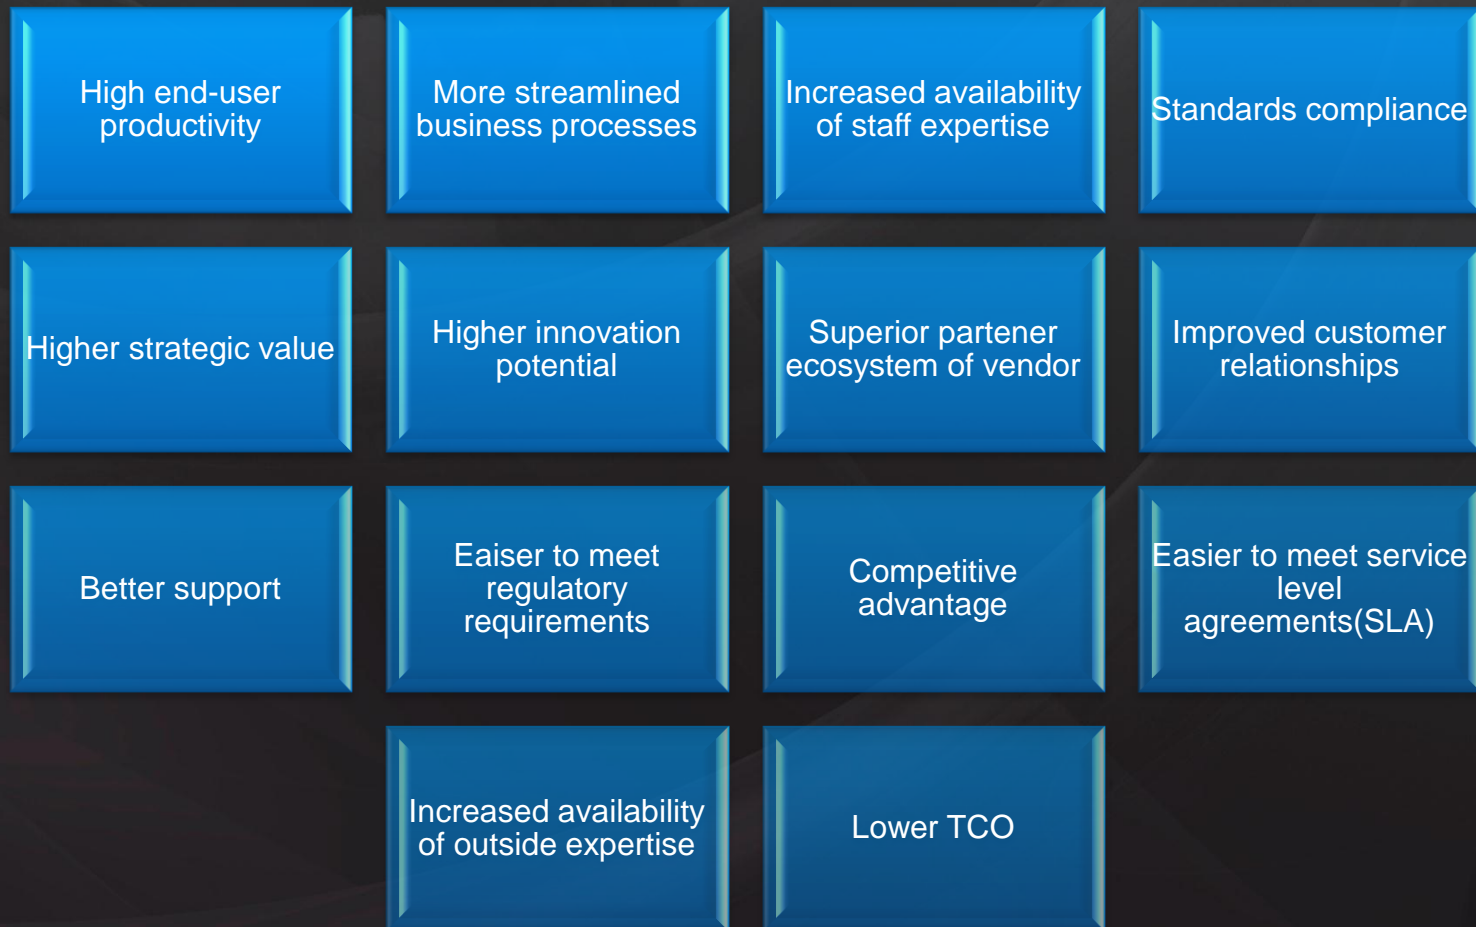 High end-user
productivity
More streamlined
business processes
Increased availability
of staff expertise
Standards compliance
Higher strategic value
Higher innovation
potential
Superior partener
ecosystem of vendor
Improved customer
relationships
Better support
Eaiser to meet
regulatory
requirements
Competitive
advantage
Easier to meet service
level
agreements(SLA)
Increased availability
of outside expertise
Lower TCO